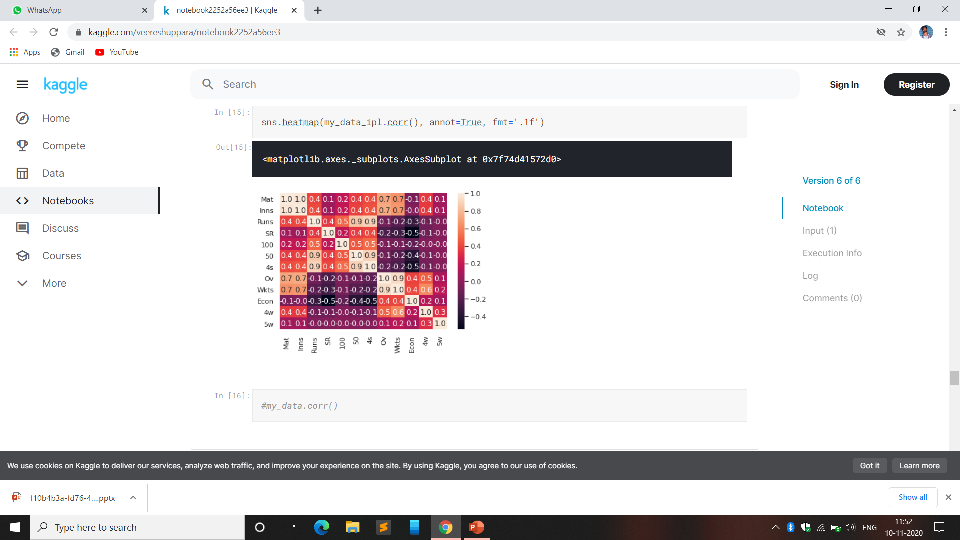 WhatsApp
notebook2252a56ee3 | Kaggle
kaggle.com/veereshuppara/notebook2252a56ee3
Apps
Gmail
YouTube
kaggle
Search
Sign In
Register
Home
Compete
Data
Notebooks
Discuss
Courses
More
In [15]:
sns.heatmap(my_data_ipl.corr(), annot=True, fmt='.1f')
Out[15]:
<matplotlib.axes._subplots.AxesSubplot at 0x7f74d41572d0>
Mat 1.0 1.0 0.4 0.1 0.2 0.4 0.4 0.7 0.7 -0.1 0.4 0.1
Inns 1.0 1.0 0.4 0.1 0.2 0.4 0.4 0.7 0.7 -0.0 0.4 0.1
Runs 0.4 0.4 1.0 0.4 0.5 0.9 0.9 -0.1 -0.2 -0.3 -0.1 -0.0
SR 0.1 0.1 0.4 1.0 0.2 0.4 0.4 -0.2 -0.3 -0.5 -0.1 -0.0
100 0.2 0.2 0.5 0.2 1.0 0.5 0.5 -0.1 -0.1 -0.2 -0.0 -0.0
50 0.4 0.4 0.9 0.4 0.5 1.0 0.9 -0.1 -0.2 -0.4 -0.1 -0.0
4s 0.4 0.4 0.9 0.4 0.5 0.9 1.0 -0.2 -0.2 -0.5 -0.1 -0.0
Ov 0.7 0.7 -0.1 -0.2 -0.1 -0.1 -0.2 1.0 0.9 0.4 0.5 0.1
Wkts 0.7 0.7 -0.2 -0.3 -0.1 -0.2 -0.2 0.9 1.0 0.4 0.6 0.2
Econ -0.1 -0.0 -0.3 -0.5 -0.2 -0.4 -0.5 0.4 0.4 1.0 0.2 0.1
4w 0.4 0.4 -0.1 -0.1 -0.0 -0.1 -0.1 0.5 0.6 0.2 1.0 0.3
5w 0.1 0.1 -0.0 -0.0 -0.0 -0.0 -0.0 0.1 0.2 0.1 0.3 1.0
Mat Inns Runs SR 100 50 4s Ov Wkts Econ 4w 5w
1.0
0.8
0.6
0.4
0.2
0.0
−0.2
−0.4
Version 6 of 6
Notebook
Input (1)
Execution Info
Log
Comments (0)
In [16]:
#my_data.corr()
We use cookies on Kaggle to deliver our services, analyze web traffic, and improve your experience on the site. By using Kaggle, you agree to our use of cookies.
Got it
Learn more
Show all
Type here to search
ENG
11:52
10-11-2020